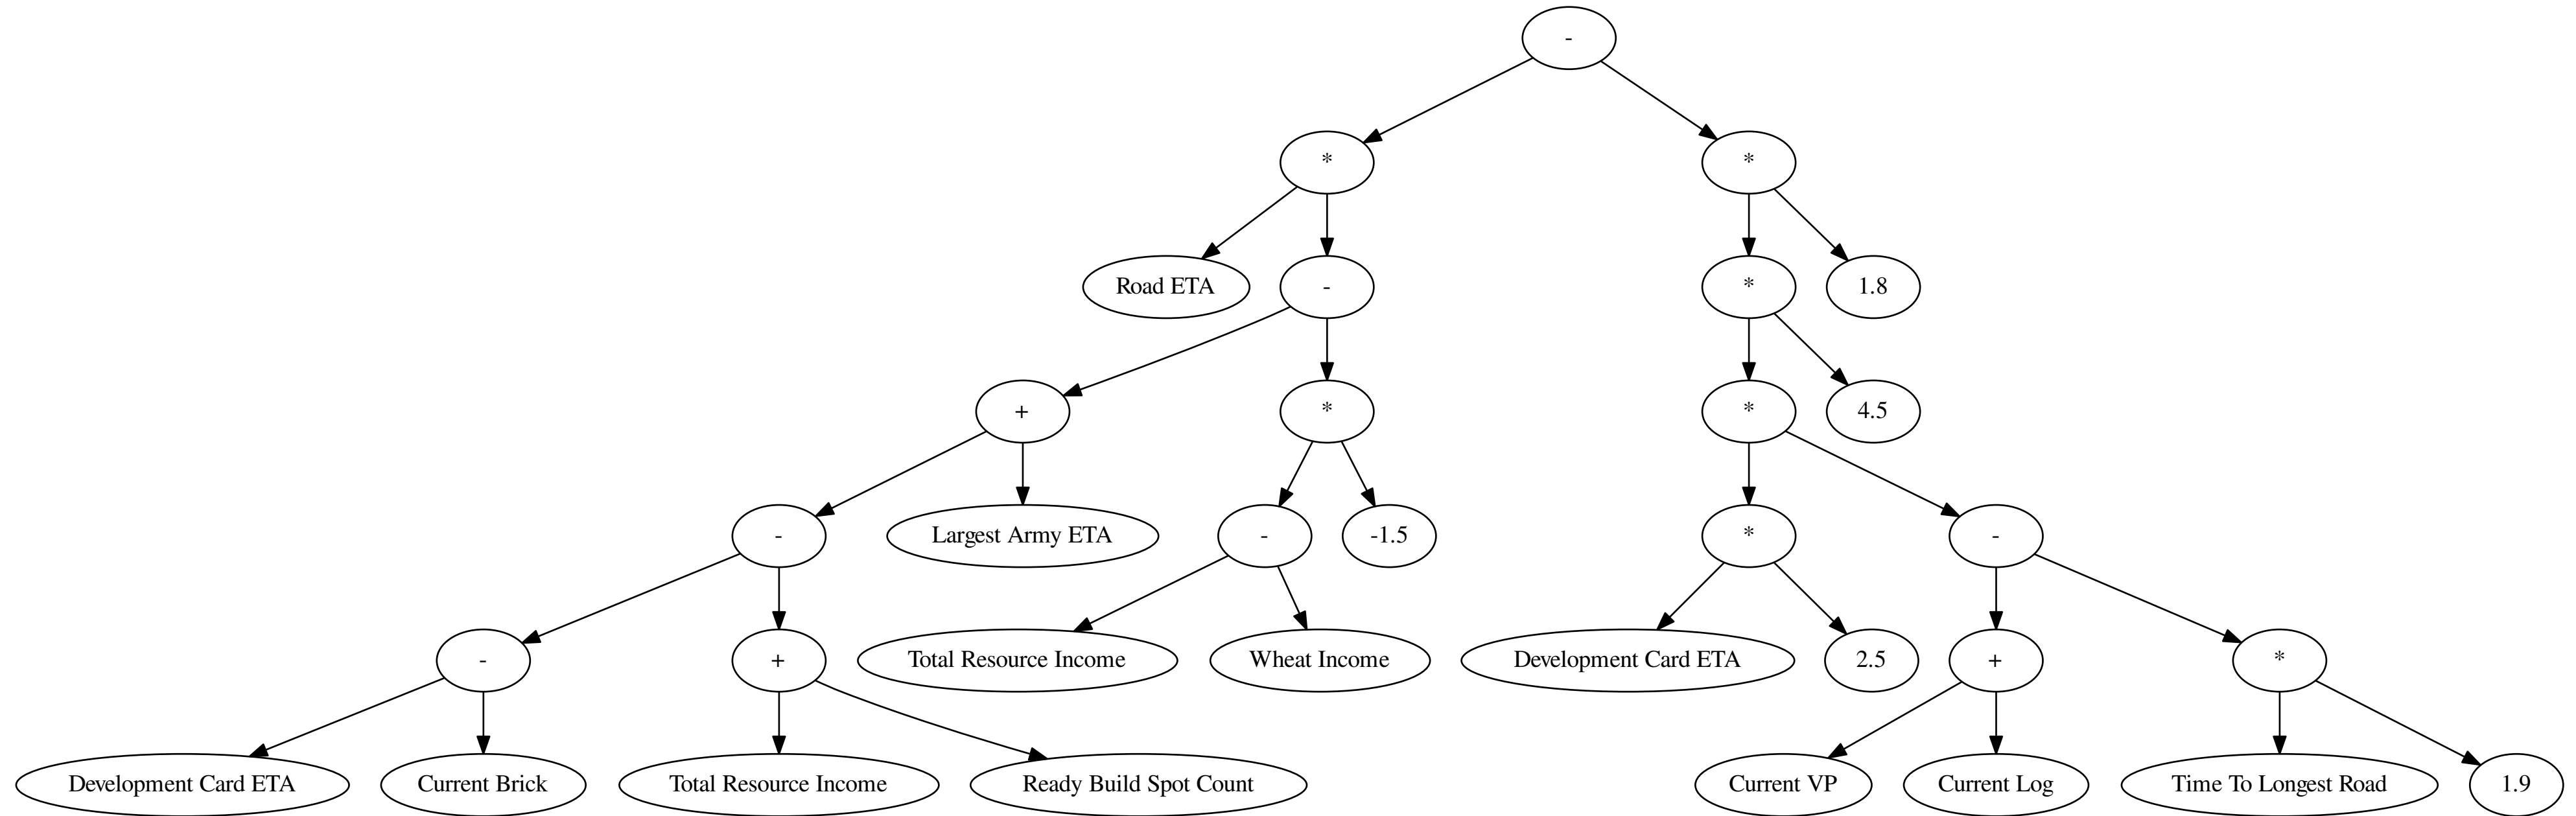 -
* *
Road ETA - * 1.8
+ * * 4.5
- Largest Army ETA - -1.5 * -
- + Total Resource Income Wheat Income Development Card ETA 2.5 + *
Development Card ETA Current Brick Total Resource Income Ready Build Spot Count Current VP Current Log Time To Longest Road 1.9